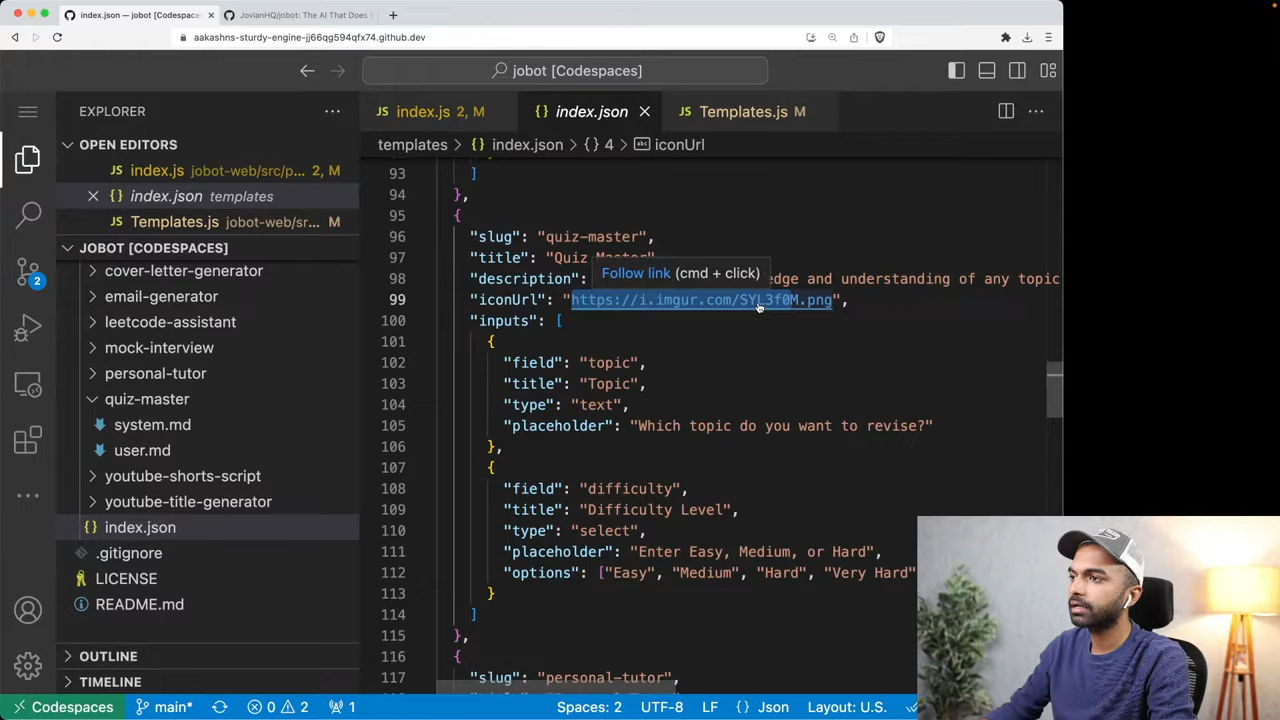 index.json — jobot [Codespaces]
JovianHQ/jobot: The AI That Does
aakashns-sturdy-engine-jj66qg594qfx74.github.dev
jobot [Codespaces]
EXPLORER
index.js 2, M
index.json
Templates.js M
OPEN EDITORS
index.js jobot-web/src/p... 2, M
index.json templates
Templates.js jobot-web/sr... M
JOBOT [CODESPACES]
cover-letter-generator
email-generator
leetcode-assistant
mock-interview
personal-tutor
quiz-master
system.md
user.md
youtube-shorts-script
youtube-title-generator
index.json
.gitignore
LICENSE
README.md
OUTLINE
TIMELINE
2
templates > {} index.json > {} 4 > iconUrl
93 ]
94 },
95 {
96 "slug": "quiz-master",
97 "title": "Quiz Master",
98 "description": edge and understanding of any topic
Follow link (cmd + click)
99 "iconUrl": "https://i.imgur.com/SYL3f0M.png",
100 "inputs": [
101 {
102 "field": "topic",
103 "title": "Topic",
104 "type": "text",
105 "placeholder": "Which topic do you want to revise?"
106 },
107 {
108 "field": "difficulty",
109 "title": "Difficulty Level",
110 "type": "select",
111 "placeholder": "Enter Easy, Medium, or Hard",
112 "options": ["Easy", "Medium", "Hard", "Very Hard"
113 }
114 ]
115 },
116 {
117 "slug": "personal-tutor"
Codespaces main* 0 2 1 Spaces: 2 UTF-8 LF {} Json Layout: U.S.